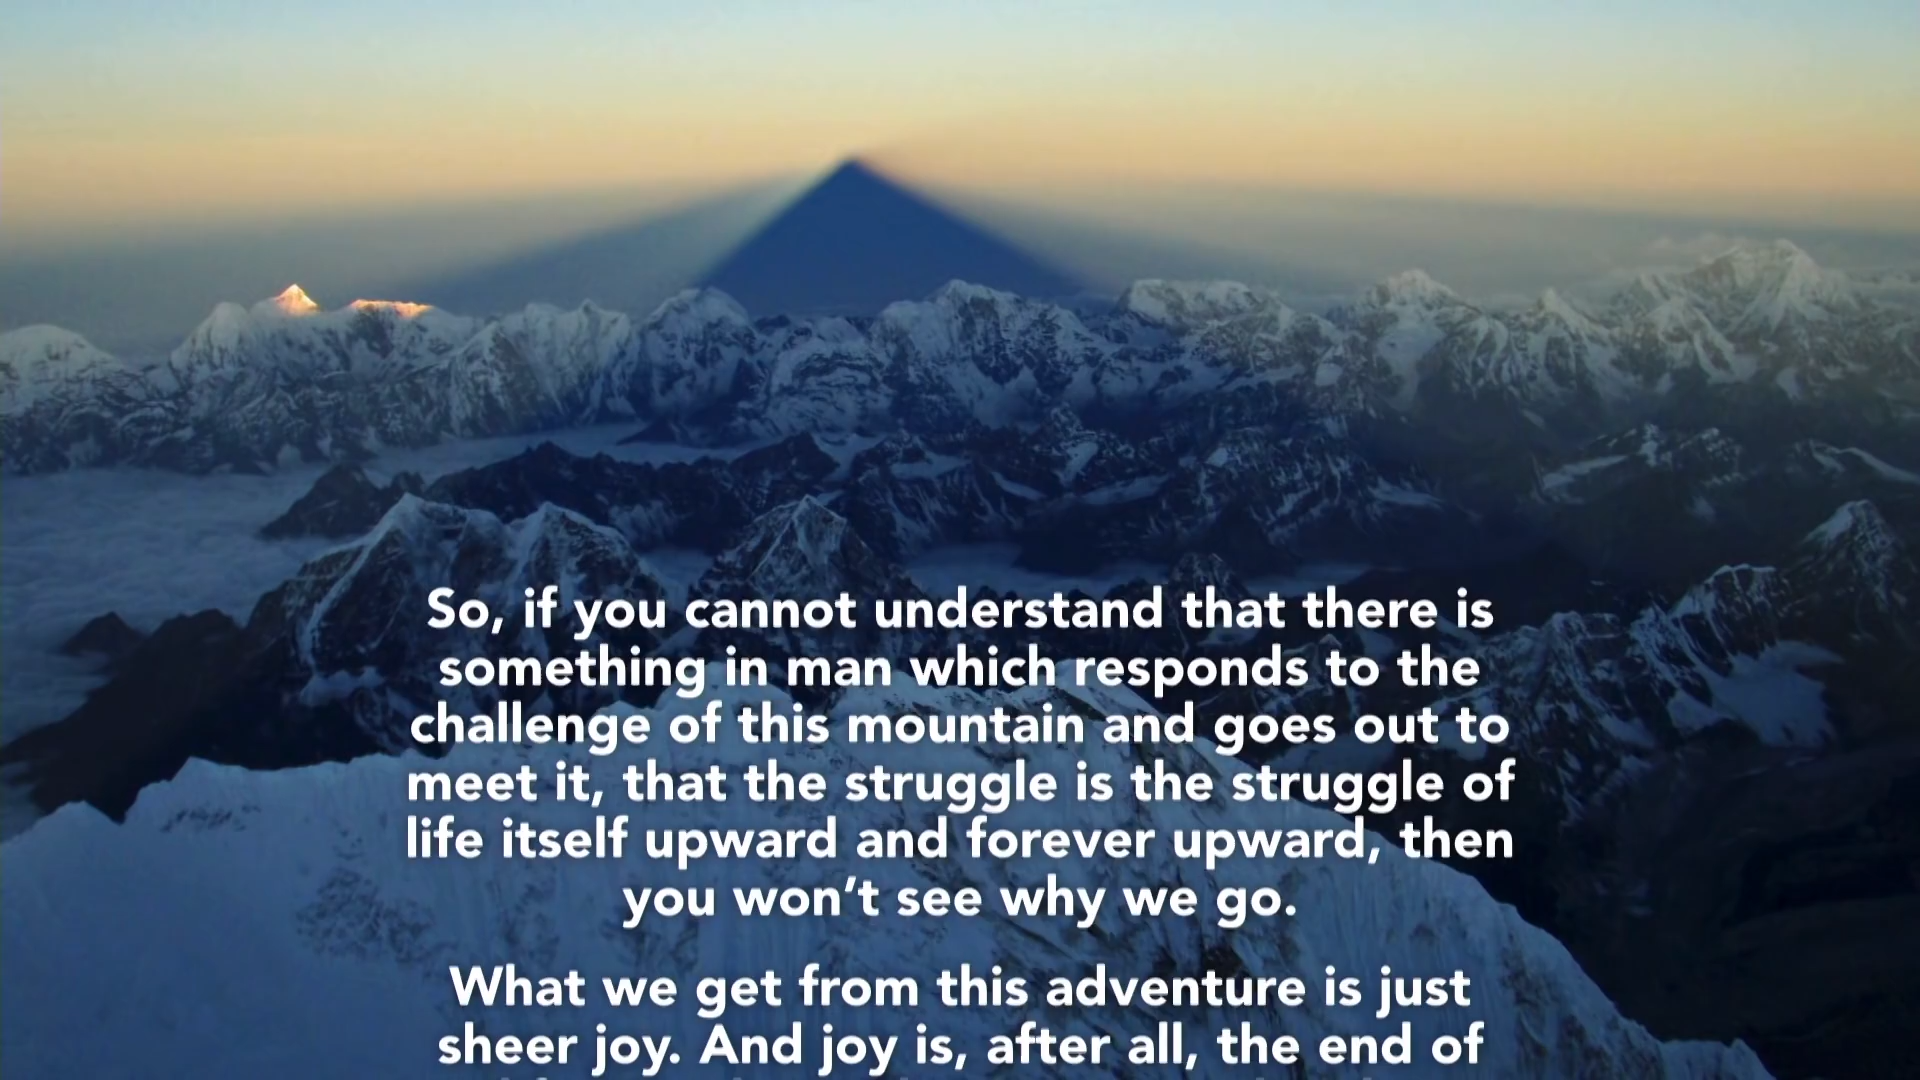 So, if you cannot understand that there is
something in man which responds to the
challenge of this mountain and goes out to
meet it, that the struggle is the struggle of
life itself upward and forever upward, then
you won’t see why we go.
What we get from this adventure is just
sheer joy. And joy is, after all, the end of